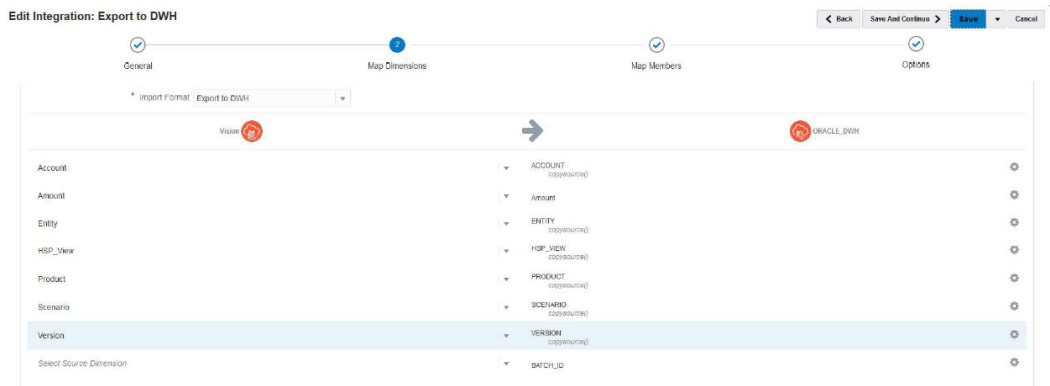 Edit Integration: Export to DWH
Back
Save And Continue
Save
Cancel
2
General
Map Dimensions
Map Members
Options
* Import Format Export to DWH
Vision
ORACLE_DWH
Account
ACCOUNT
copysource()
Amount
Amount
Entity
ENTITY
copysource()
HSP_View
HSP_VIEW
copysource()
Product
PRODUCT
copysource()
Scenario
SCENARIO
copysource()
Version
VERSION
copysource()
Select Source Dimension
BATCH_ID